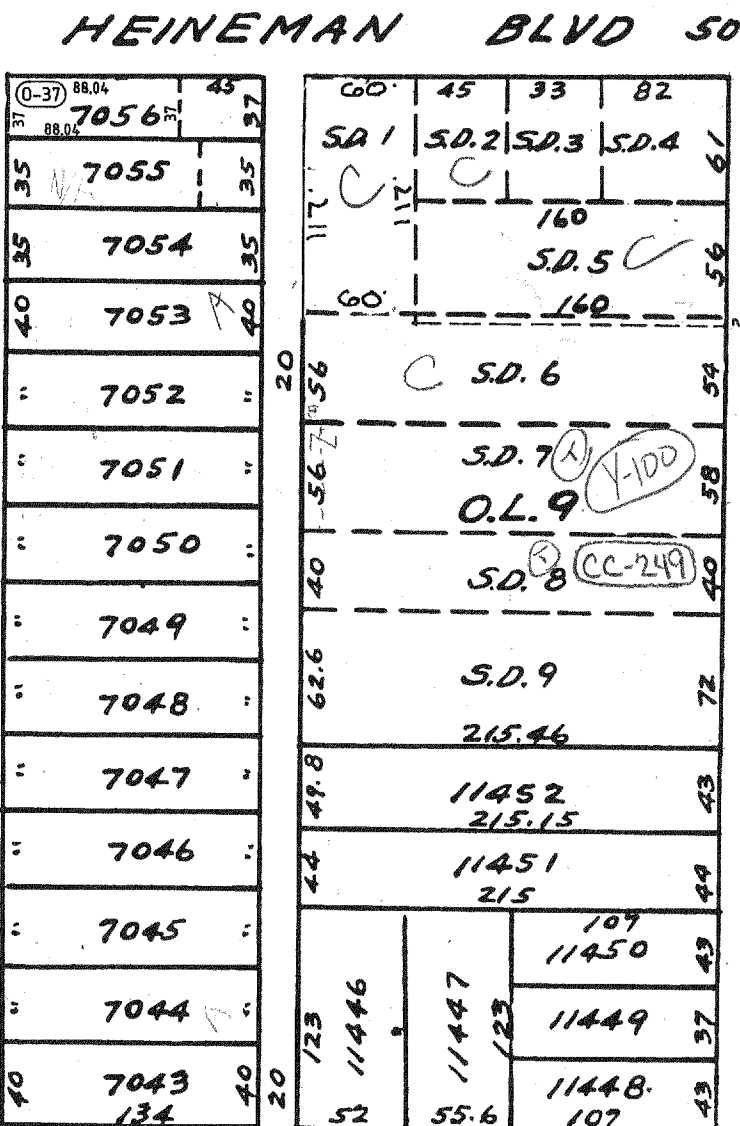 HEINEMAN BLVD 50
O-37 88.04 45
37 7056 37 37
88.04
35 7055 35
NA
35 7054 35
40 7053 A 40
" 7052 "
" 7051 "
" 7050 "
" 7049 "
" 7048 "
" 7047 "
" 7046 "
" 7045 "
" 7044 A "
40 7043 40
134
20
20
60. 45 33 82
S.D. 1 S.D. 2 S.D. 3 S.D. 4 61
C C
117. 117.
160
S.D. 5 C 56
60. 160
56 C S.D. 6 54
56 S.D. 7 Y-100 58
O.L. 9
40 S.D. 8 CC-249 40
62.6 S.D. 9 72
215.46
49.8 11452 43
215.15
44 11451 44
215
109
11450 43
123 11446 11447 123
11449 37
11448. 43
52 55.6 107